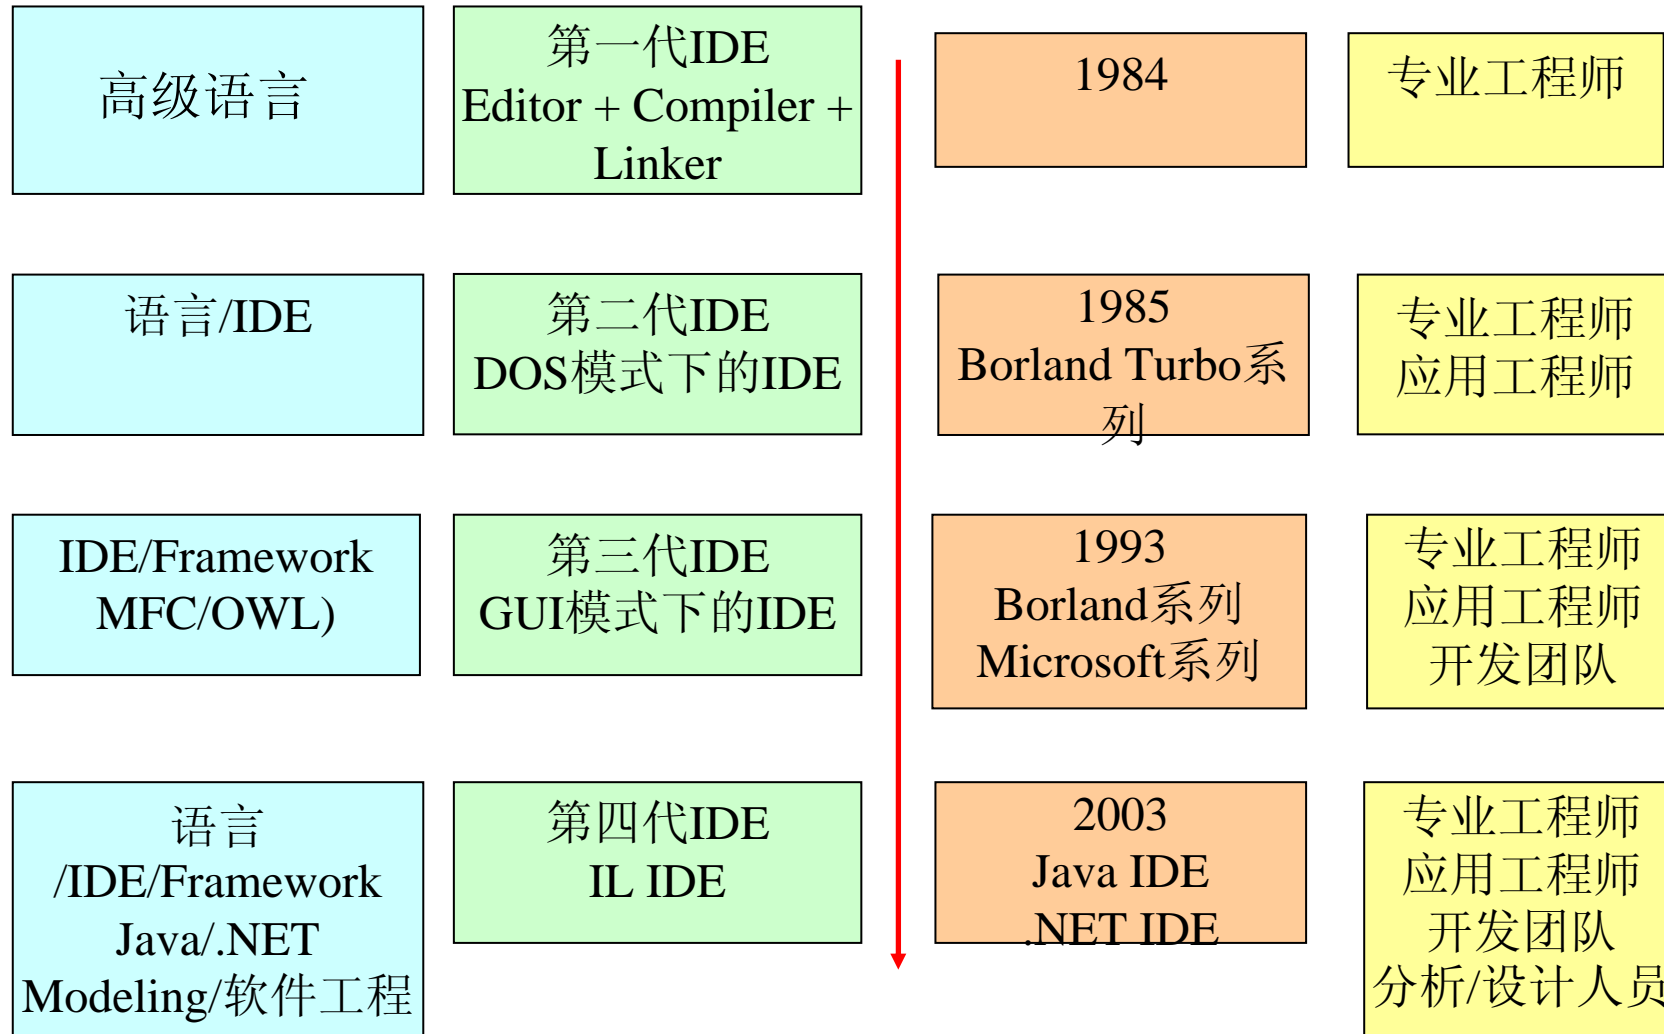 高级语言
第一代IDE
Editor + Compiler +
Linker
1984
专业工程师
语言/IDE
第二代IDE
DOS模式下的IDE
1985
Borland Turbo系
列
专业工程师
应用工程师
IDE/Framework
MFC/OWL)
第三代IDE
GUI模式下的IDE
1993
Borland系列
Microsoft系列
专业工程师
应用工程师
开发团队
语言
/IDE/Framework
Java/.NET
Modeling/软件工程
第四代IDE
IL IDE
2003
Java IDE
.NET IDE
专业工程师
应用工程师
开发团队
分析/设计人员